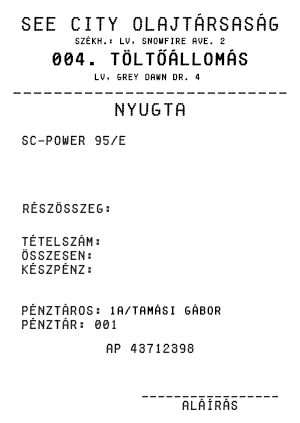 SEE CITY OLAJTÁRSASÁG
SZÉKH.: LV. SNOWFIRE AVE. 2
004. TÖLTŐÁLLOMÁS
LV. GREY DAWN DR. 4
NYUGTA
SC-POWER 95/E
RÉSZÖSSZEG:
TÉTELSZÁM:
ÖSSZESEN:
KÉSZPÉNZ:
PÉNZTÁROS: 1A/TAMÁSI GÁBOR
PÉNZTÁR: 001
AP 43712398
ALÁÍRÁS